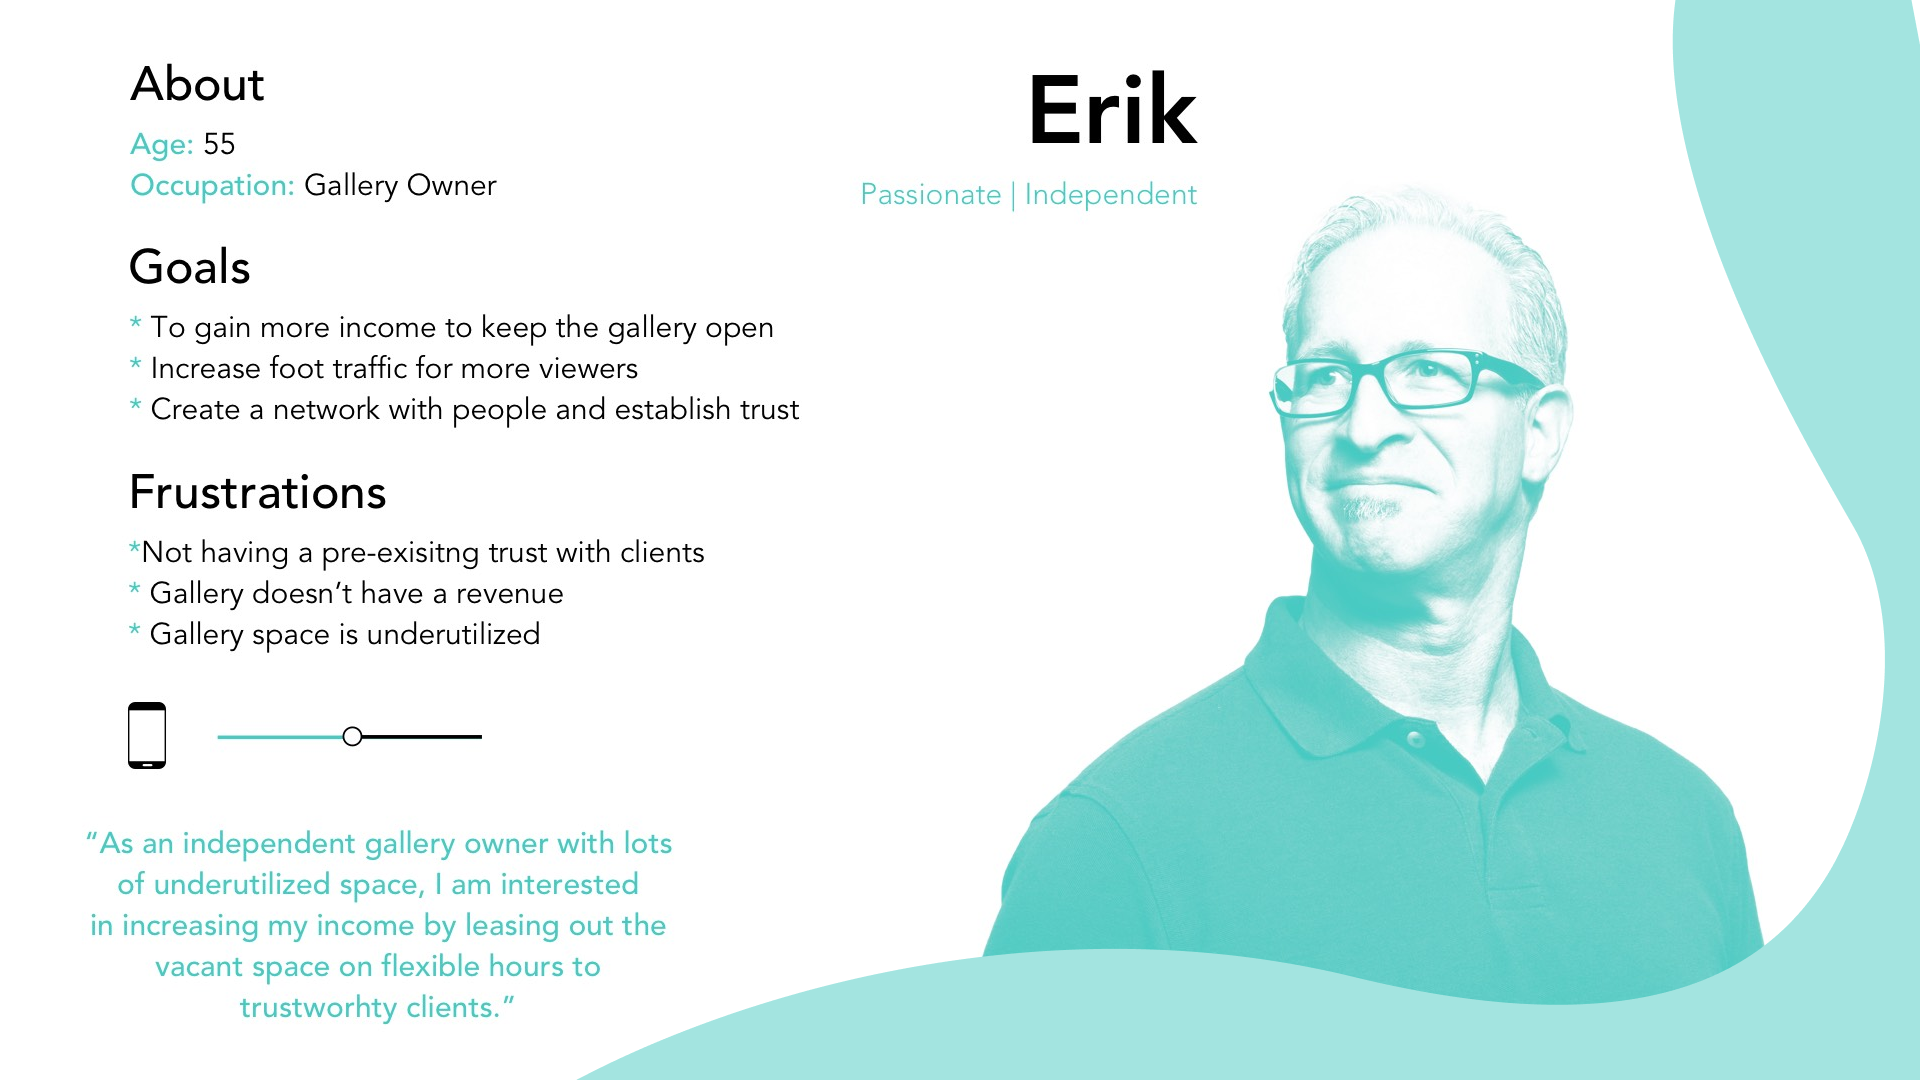 About
Age: 55
Occupation: Gallery Owner
Goals
* To gain more income to keep the gallery open
* Increase foot traffic for more viewers
* Create a network with people and establish trust
Frustrations
*Not having a pre-exisitng trust with clients
* Gallery doesn’t have a revenue
* Gallery space is underutilized
“As an independent gallery owner with lots
of underutilized space, I am interested
in increasing my income by leasing out the
vacant space on flexible hours to
trustworhty clients.”
Erik
Passionate | Independent